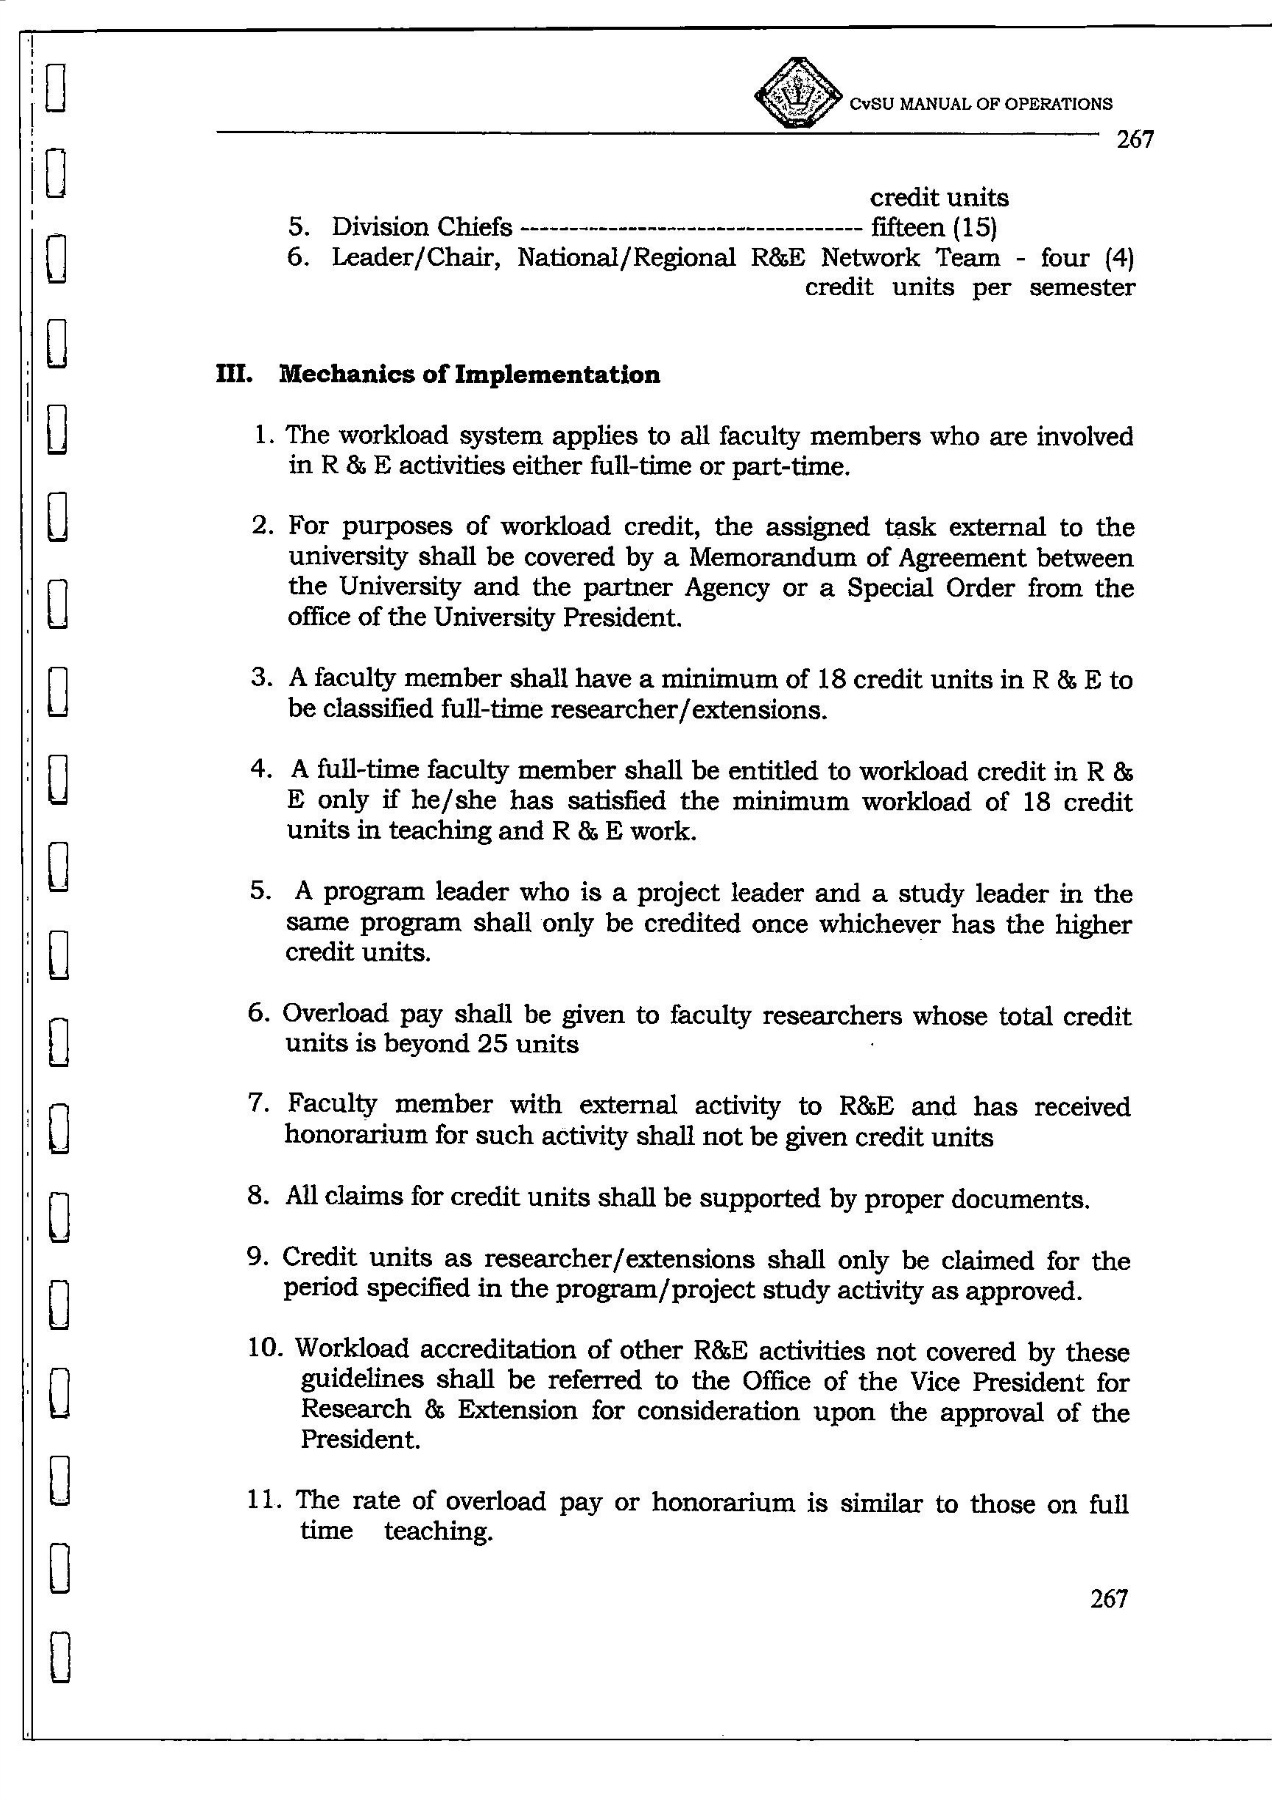 CvSU MANUAL OF OPERATIONS
267
credit units
5. Division Chiefs ----------------------------------- fifteen (15)
6. Leader/Chair, National/Regional R&E Network Team - four (4)
credit units per semester
III. Mechanics of Implementation
1. The workload system applies to all faculty members who are involved
in R & E activities either full-time or part-time.
2. For purposes of workload credit, the assigned task external to the
university shall be covered by a Memorandum of Agreement between
the University and the partner Agency or a Special Order from the
office of the University President.
3. A faculty member shall have a minimum of 18 credit units in R & E to
be classified full-time researcher/extensions.
4. A full-time faculty member shall be entitled to workload credit in R &
E only if he/she has satisfied the minimum workload of 18 credit
units in teaching and R & E work.
5. A program leader who is a project leader and a study leader in the
same program shall only be credited once whichever has the higher
credit units.
6. Overload pay shall be given to faculty researchers whose total credit
units is beyond 25 units
7. Faculty member with external activity to R&E and has received
honorarium for such activity shall not be given credit units
8. All claims for credit units shall be supported by proper documents.
9. Credit units as researcher/extensions shall only be claimed for the
period specified in the program/project study activity as approved.
10. Workload accreditation of other R&E activities not covered by these
guidelines shall be referred to the Office of the Vice President for
Research & Extension for consideration upon the approval of the
President.
11. The rate of overload pay or honorarium is similar to those on full
time teaching.
267